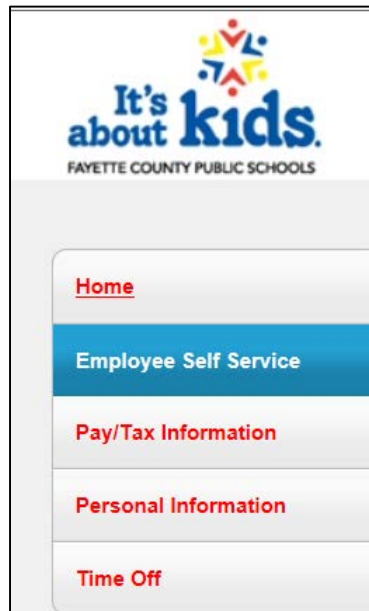 It's
about kids.
FAYETTE COUNTY PUBLIC SCHOOLS
Home
Employee Self Service
Pay/Tax Information
Personal Information
Time Off